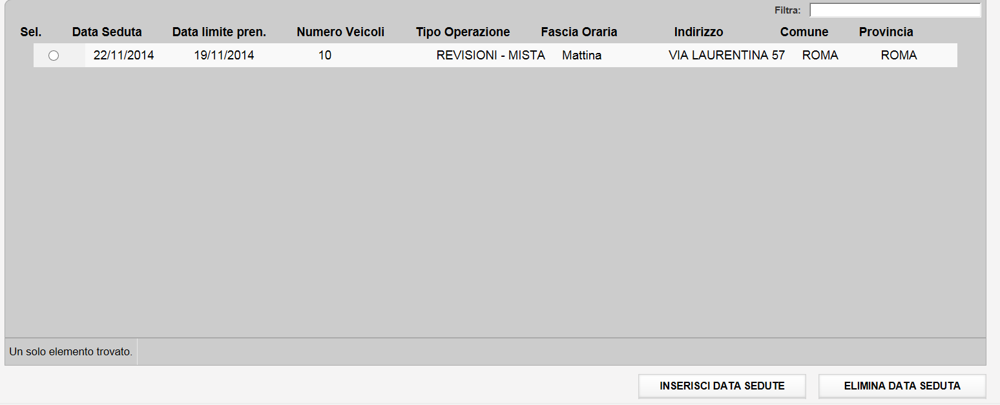 Filtra:
Sel. Data Seduta Data limite pren. Numero Veicoli Tipo Operazione Fascia Oraria Indirizzo Comune Provincia
22/11/2014 19/11/2014 10 REVISIONI - MISTA Mattina VIA LAURENTINA 57 ROMA ROMA
Un solo elemento trovato.
INSERISCI DATA SEDUTE ELIMINA DATA SEDUTA